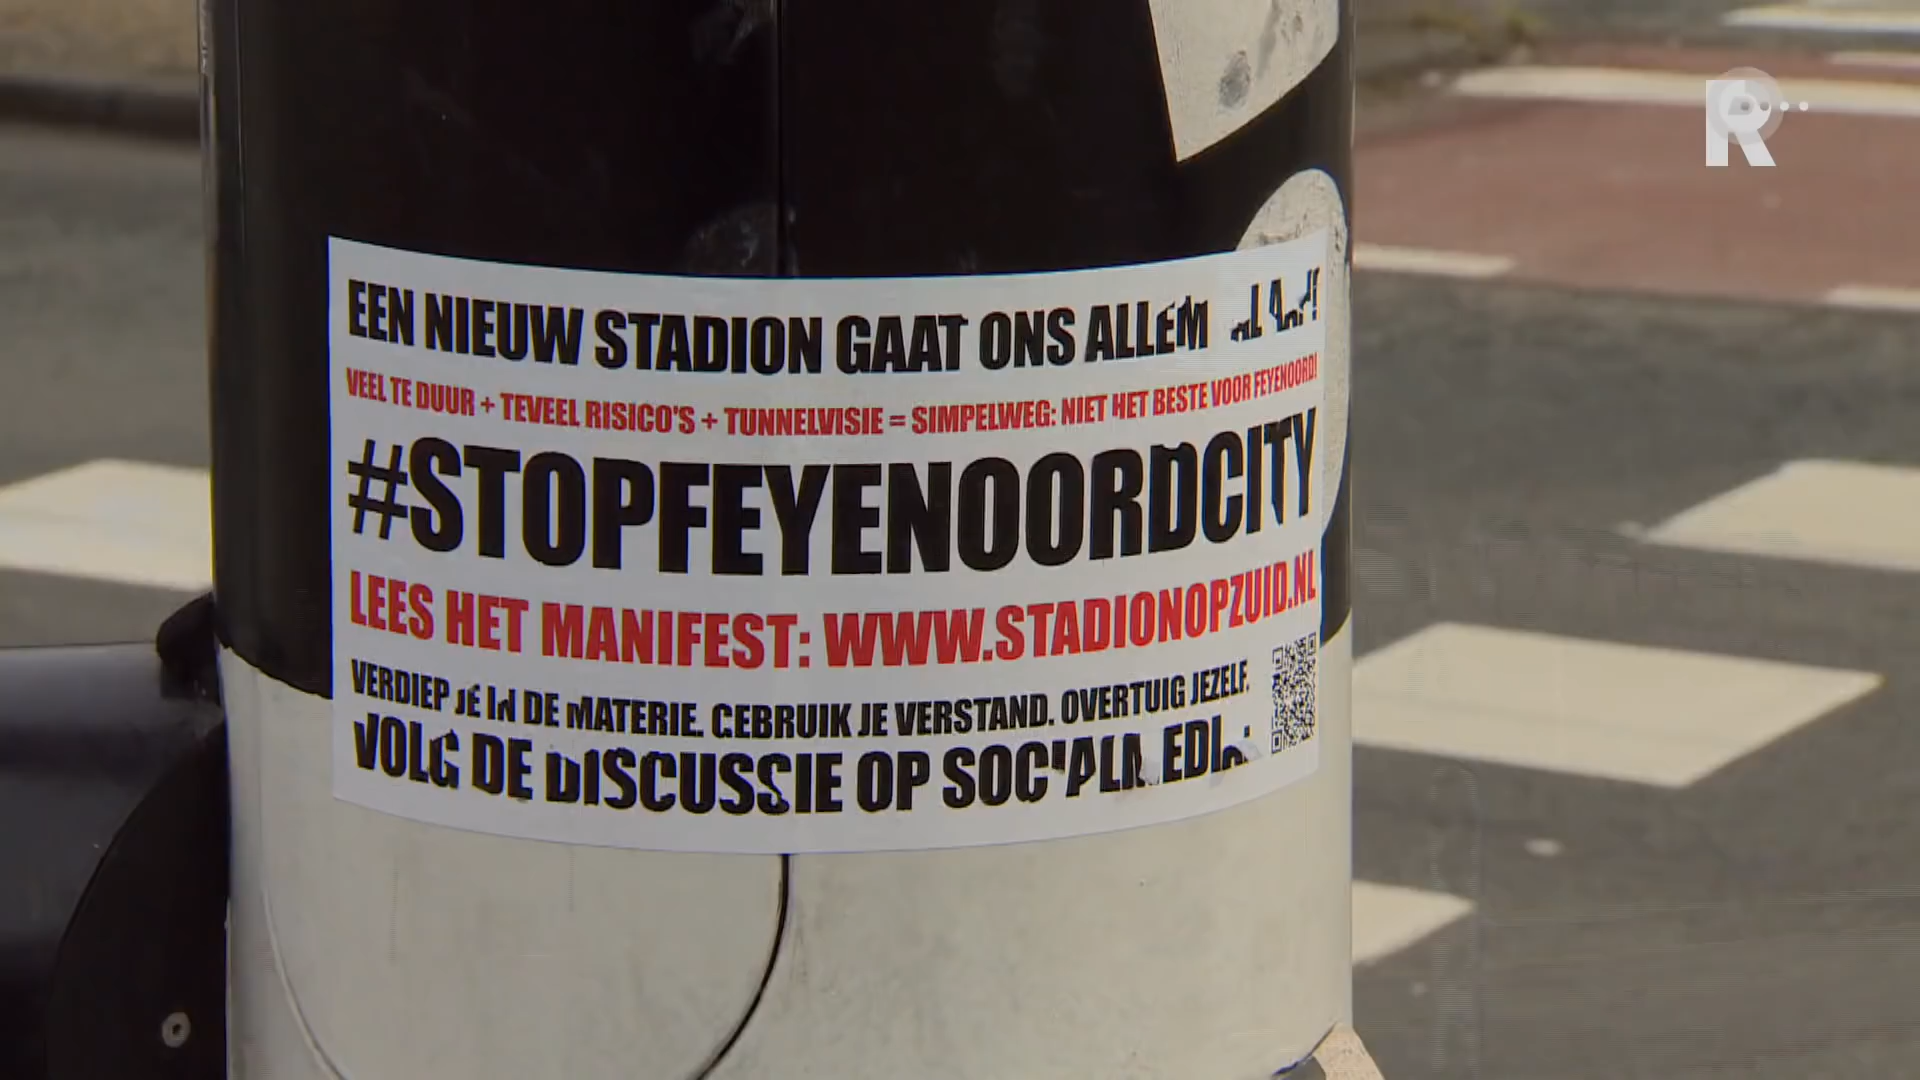 EEN NIEUW STADION GAAT ONS
VEEL TE DUUR + TEVEEL RISICO'S + TUNNELVISIE = SIMPELWEG: NIET HET BESTE VOOR FEYENOORD!
#STOPFEYENOORDCITY
LEES HET MANIFEST: WWW.STADIONOPZUID.NL
VERDIEP JE IN DE MATERIE. GEBRUIK JE VERSTAND. OVERTUIG JEZELF.
VOLG DE DISCUSSIE OP
R